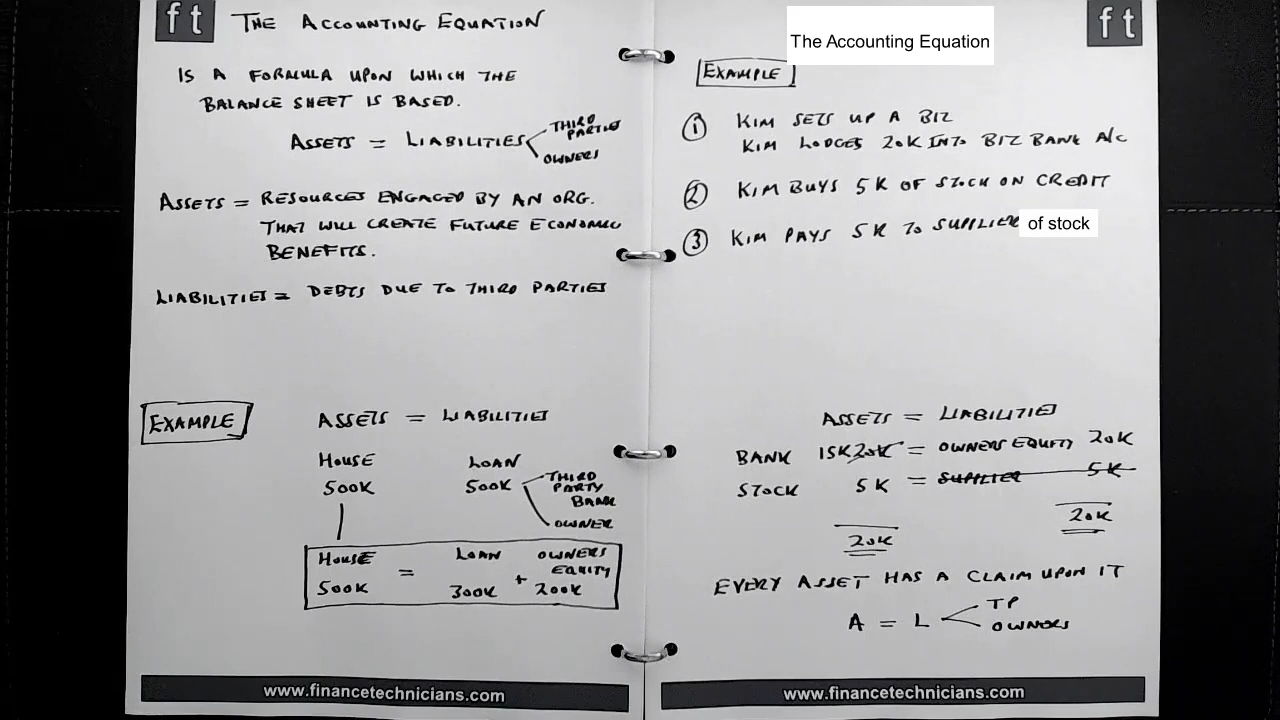 ft THE ACCOUNTING EQUATION
IS A FORMULA UPON WHICH THE
BALANCE SHEET IS BASED.
ASSETS = LIABILITIES
THIRD
PARTIES
OWNERS
ASSETS = RESOURCES ENGAGED BY AN ORG.
THAT WILL CREATE FUTURE ECONOMIC
BENEFITS.
LIABILITIES = DEBTS DUE TO THIRD PARTIES
EXAMPLE
ASSETS = LIABILITIES
HOUSE LOAN
500K 500K
THIRD
PARTY
BANK
OWNER
HOUSE LOAN OWNERS
EQUITY
500K = 300K + 200K
www.financetechnicians.com
The Accounting Equation
ft
EXAMPLE
1 KIM SETS UP A BIZ
KIM LODGES 20K INTO BIZ BANK A/C
2 KIM BUYS 5K OF STOCK ON CREDIT
3 KIM PAYS 5K TO SUPPLIER of stock
ASSETS = LIABILITIES
BANK 15K 20K = OWNERS EQUITY 20K
STOCK 5K = SUPPLIER 5K
20K
20K
EVERY ASSET HAS A CLAIM UPON IT
A = L
TP
OWNERS
www.financetechnicians.com